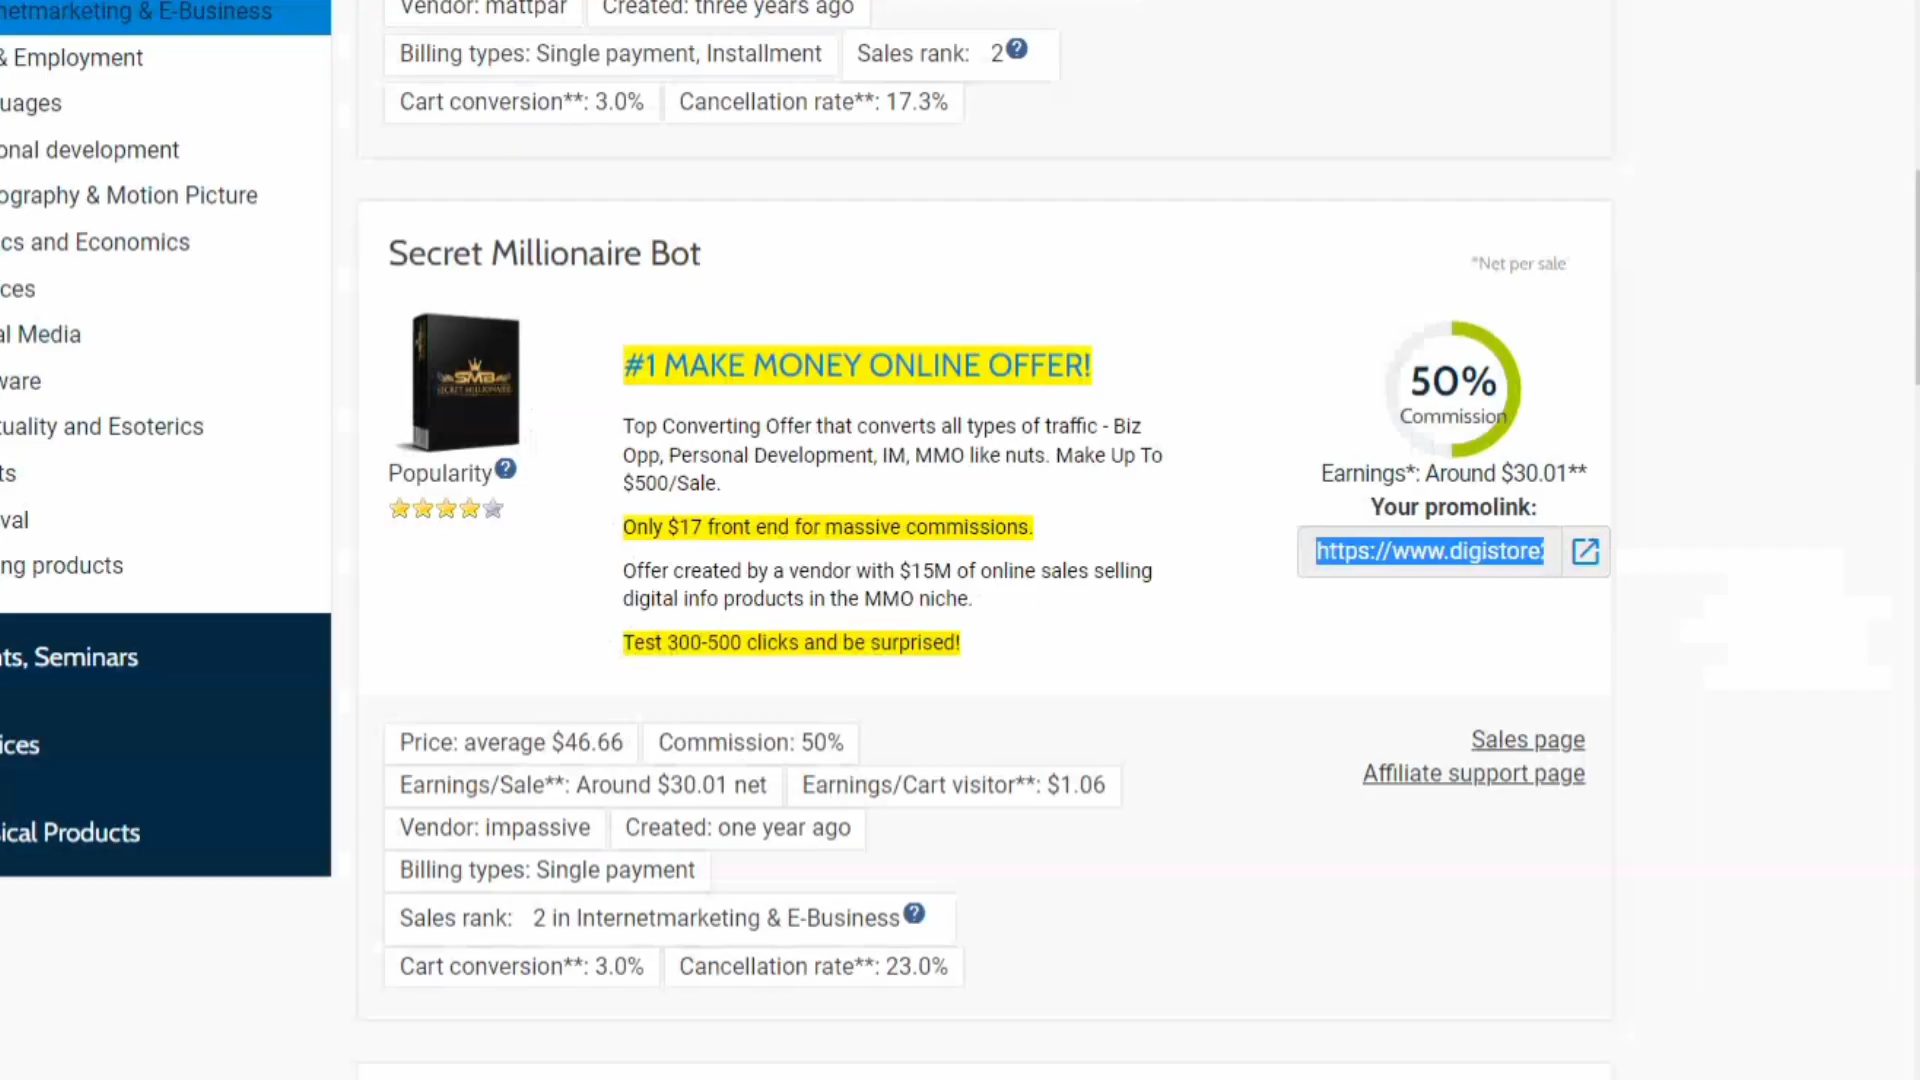 netmarketing & E-Business
& Employment
uages
onal development
ography & Motion Picture
cs and Economics
ces
al Media
ware
tuality and Esoterics
ts
val
ng products
ts, Seminars
ices
ical Products
Vendor: mattpar
Created: three years ago
Billing types: Single payment, Installment
Sales rank: 2
Cart conversion**: 3.0%
Cancellation rate**: 17.3%
Secret Millionaire Bot
*Net per sale
SMB
SECRET MILLIONAIRE
Popularity
#1 MAKE MONEY ONLINE OFFER!
Top Converting Offer that converts all types of traffic - Biz
Opp, Personal Development, IM, MMO like nuts. Make Up To
$500/Sale.
Only $17 front end for massive commissions.
Offer created by a vendor with $15M of online sales selling
digital info products in the MMO niche.
Test 300-500 clicks and be surprised!
50%
Commission
Earnings*: Around $30.01**
Your promolink:
https://www.digistore
Price: average $46.66
Commission: 50%
Earnings/Sale**: Around $30.01 net
Earnings/Cart visitor**: $1.06
Vendor: impassive
Created: one year ago
Billing types: Single payment
Sales rank: 2 in Internetmarketing & E-Business
Cart conversion**: 3.0%
Cancellation rate**: 23.0%
Sales page
Affiliate support page